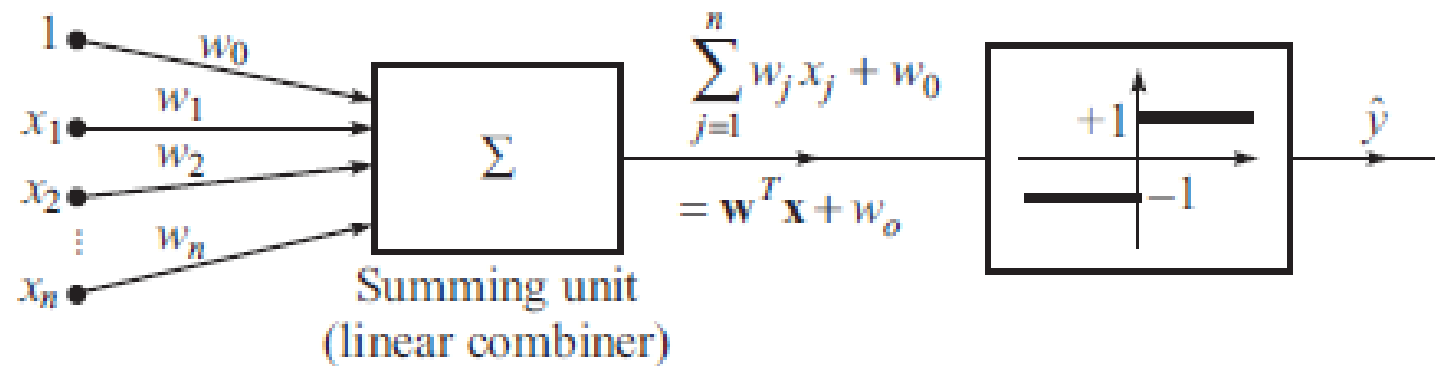 1
w₀
x₁
w₁
x₂
w₂
⋮
xₙ
wₙ
Σ
Summing unit
(linear combiner)
n
∑ wⱼ xⱼ + w₀
j=1
= **w**ᵀ**x** + wₒ
+1
−1
ŷ